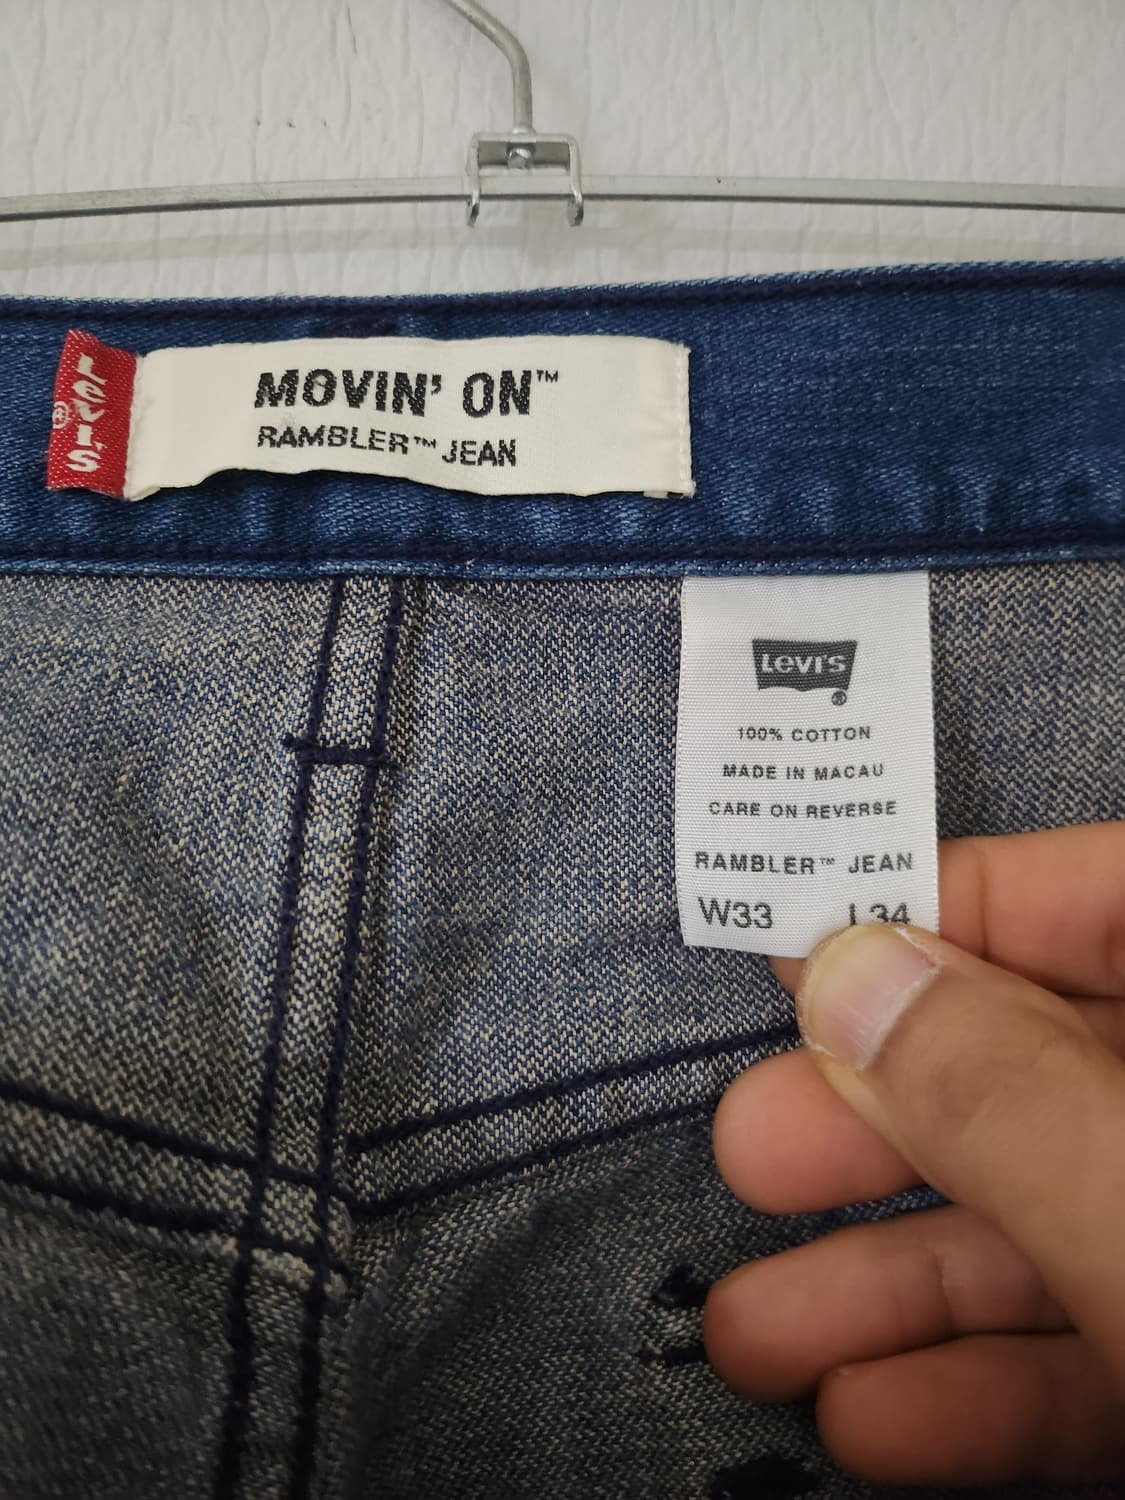 Levi's®
MOVIN' ON™
RAMBLER™ JEAN
Levi's®
100% COTTON
MADE IN MACAU
CARE ON REVERSE
RAMBLER™ JEAN
W33 L34